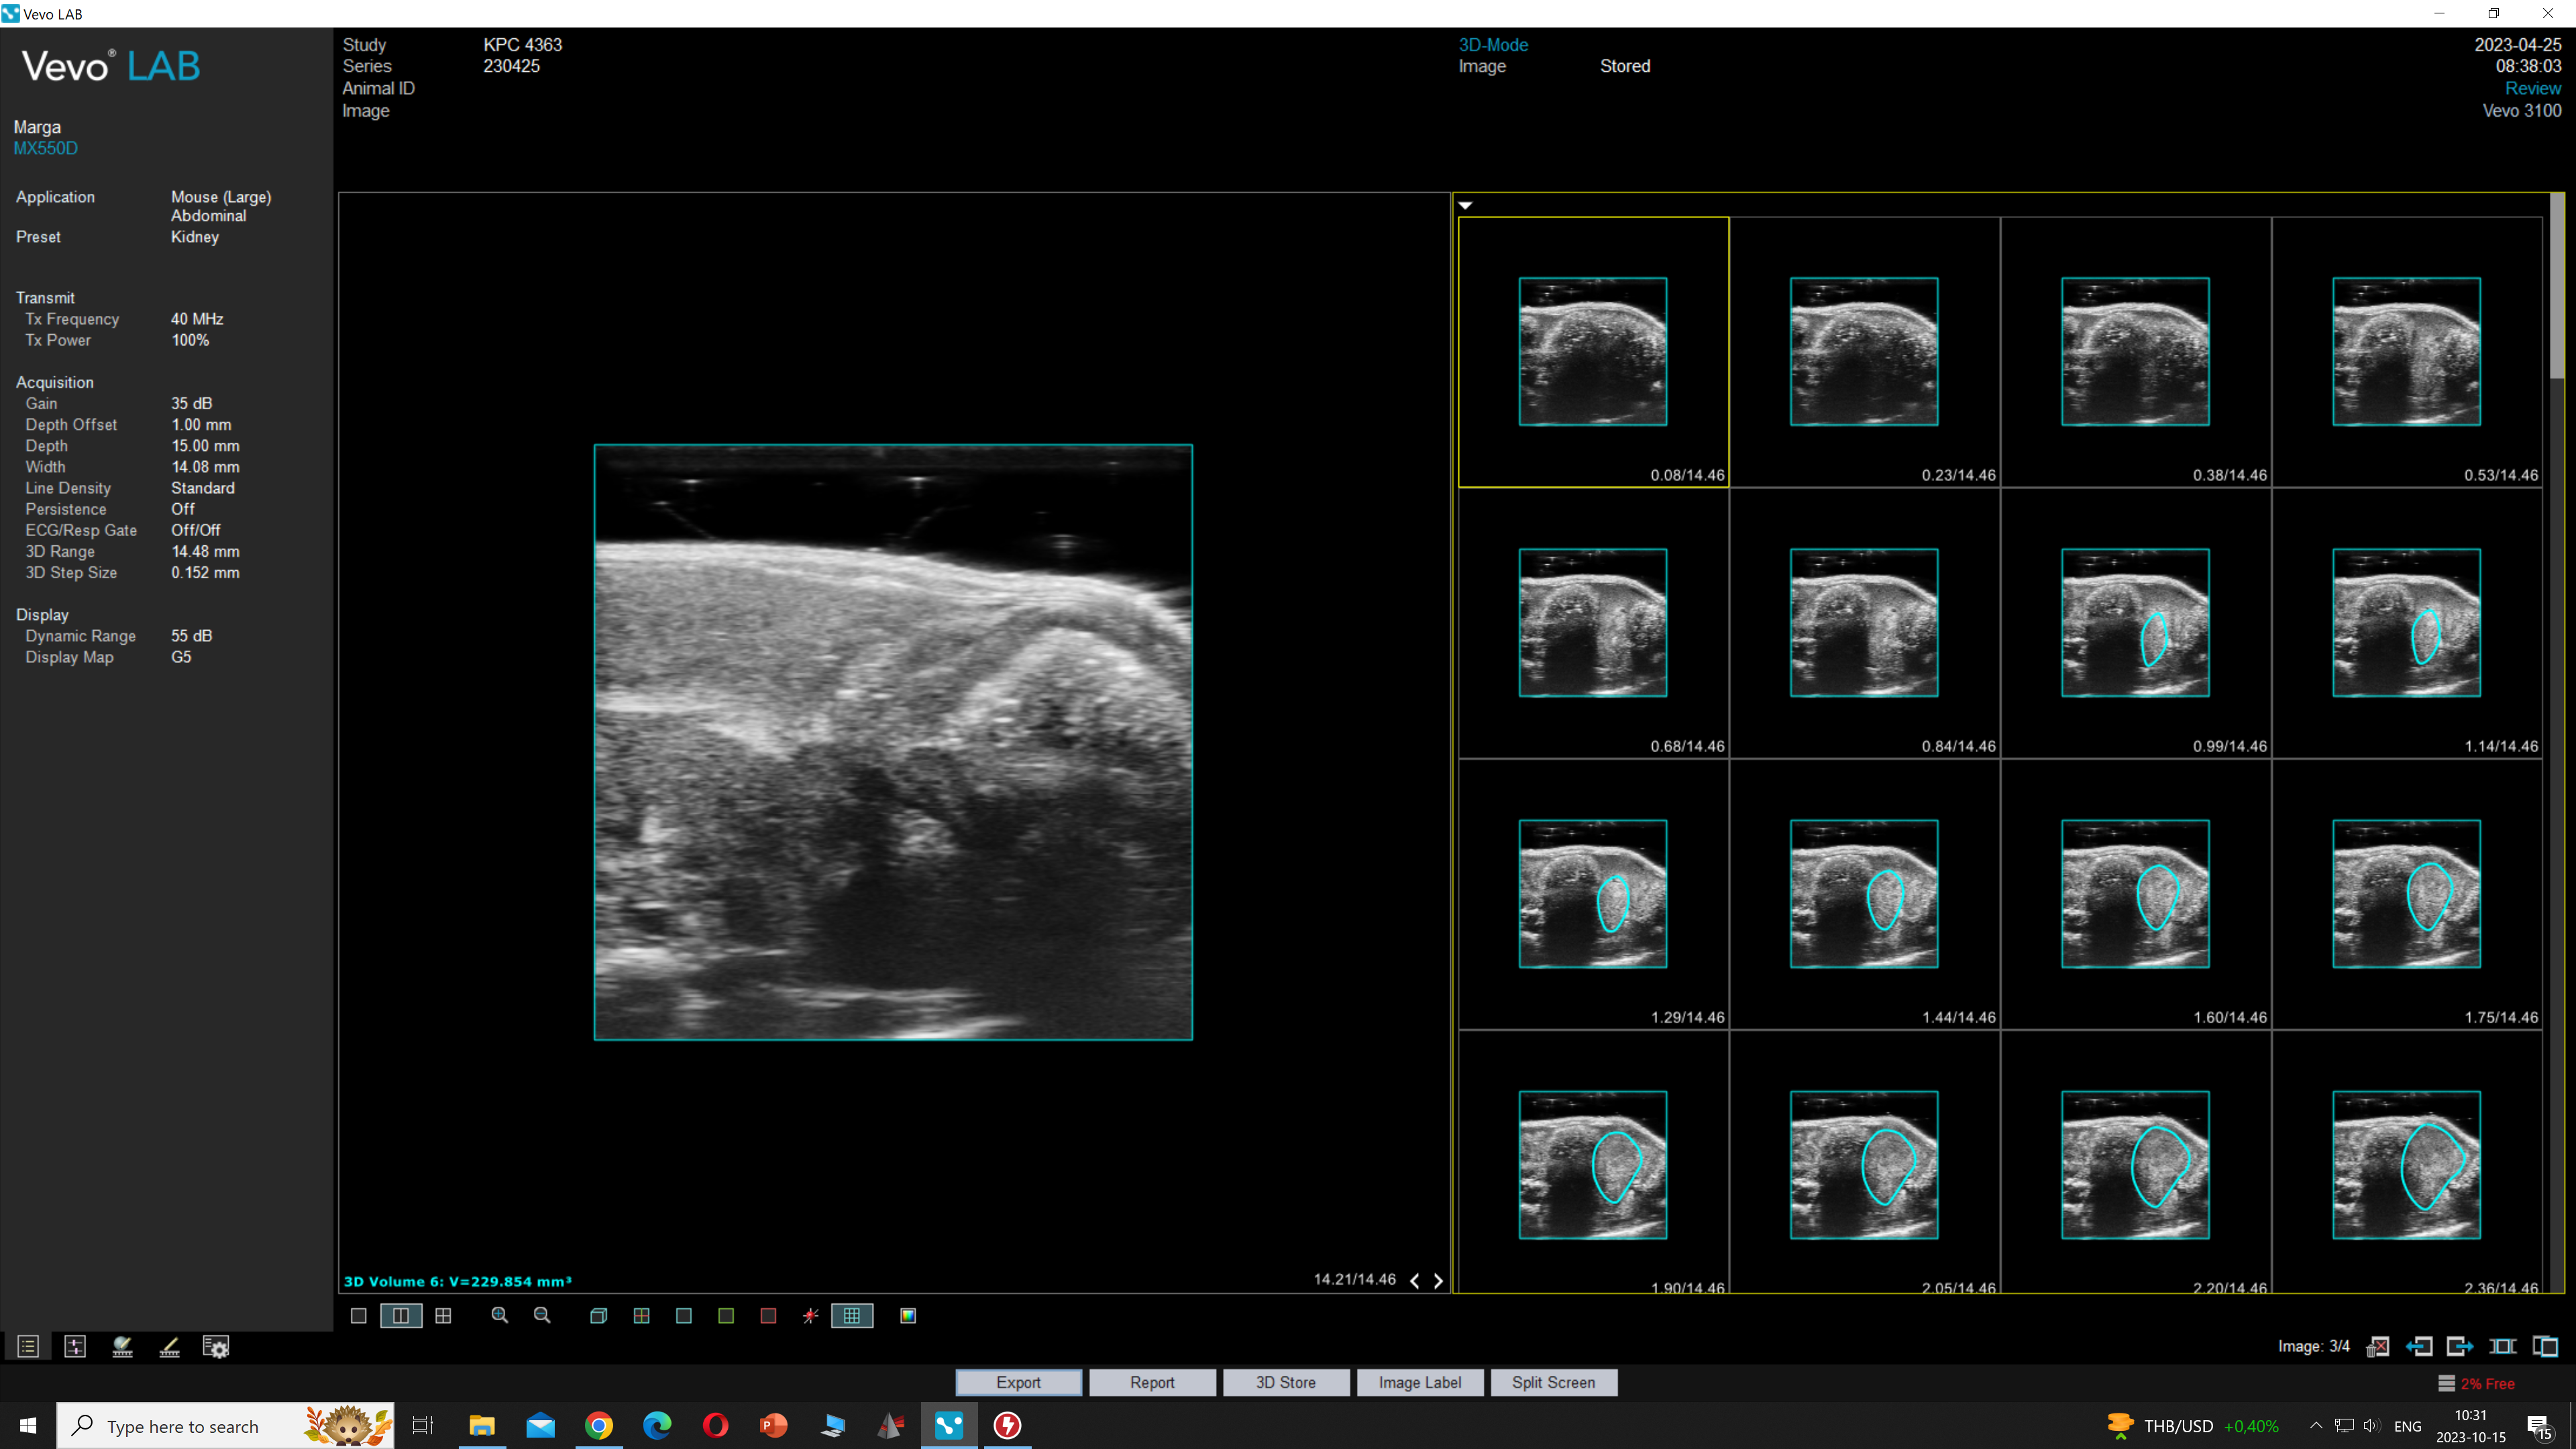 Vevo LAB
Vevo® LAB
Marga
MX550D
Application Mouse (Large)
Abdominal
Preset Kidney
Transmit
Tx Frequency 40 MHz
Tx Power 100%
Acquisition
Gain 35 dB
Depth Offset 1.00 mm
Depth 15.00 mm
Width 14.08 mm
Line Density Standard
Persistence Off
ECG/Resp Gate Off/Off
3D Range 14.48 mm
3D Step Size 0.152 mm
Display
Dynamic Range 55 dB
Display Map G5
Study KPC 4363
Series 230425
Animal ID
Image
3D-Mode
Image Stored
2023-04-25
08:38:03
Review
Vevo 3100
0.08/14.46 0.23/14.46 0.38/14.46 0.53/14.46
0.68/14.46 0.84/14.46 0.99/14.46 1.14/14.46
1.29/14.46 1.44/14.46 1.60/14.46 1.75/14.46
1.90/14.46 2.05/14.46 2.20/14.46 2.36/14.46
3D Volume 6: V=229.854 mm³
14.21/14.46
Image: 3/4
Export Report 3D Store Image Label Split Screen
2% Free
Type here to search
P
THB/USD +0,40%
ENG
10:31
2023-10-15
15